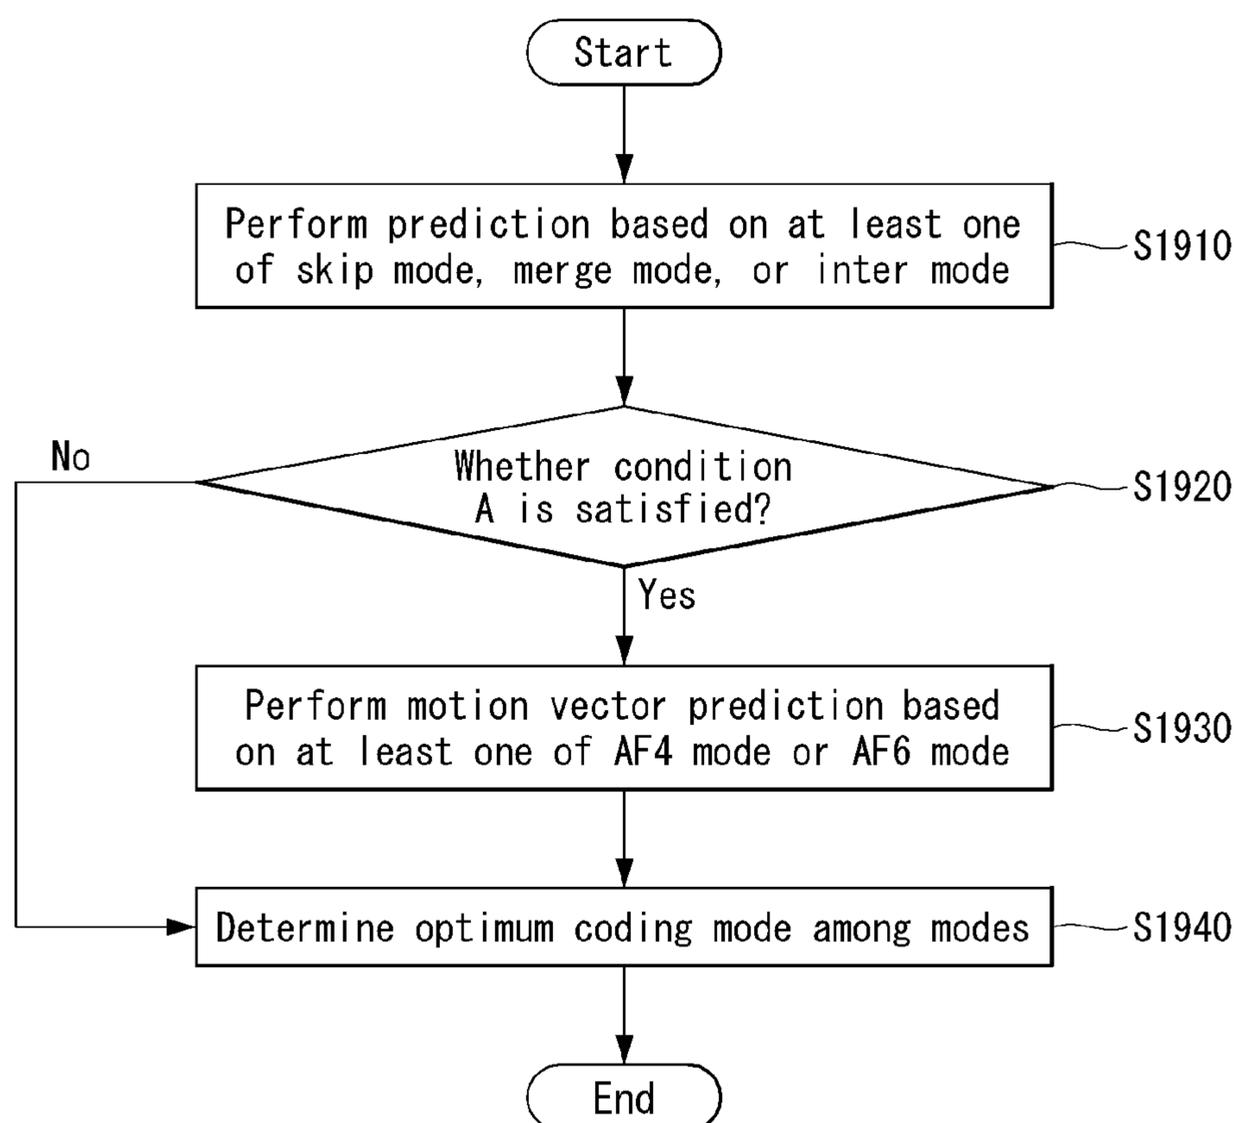 Start
Perform prediction based on at least one
of skip mode, merge mode, or inter mode
S1910
No
Whether condition
A is satisfied?
S1920
Yes
Perform motion vector prediction based
on at least one of AF4 mode or AF6 mode
S1930
Determine optimum coding mode among modes
S1940
End